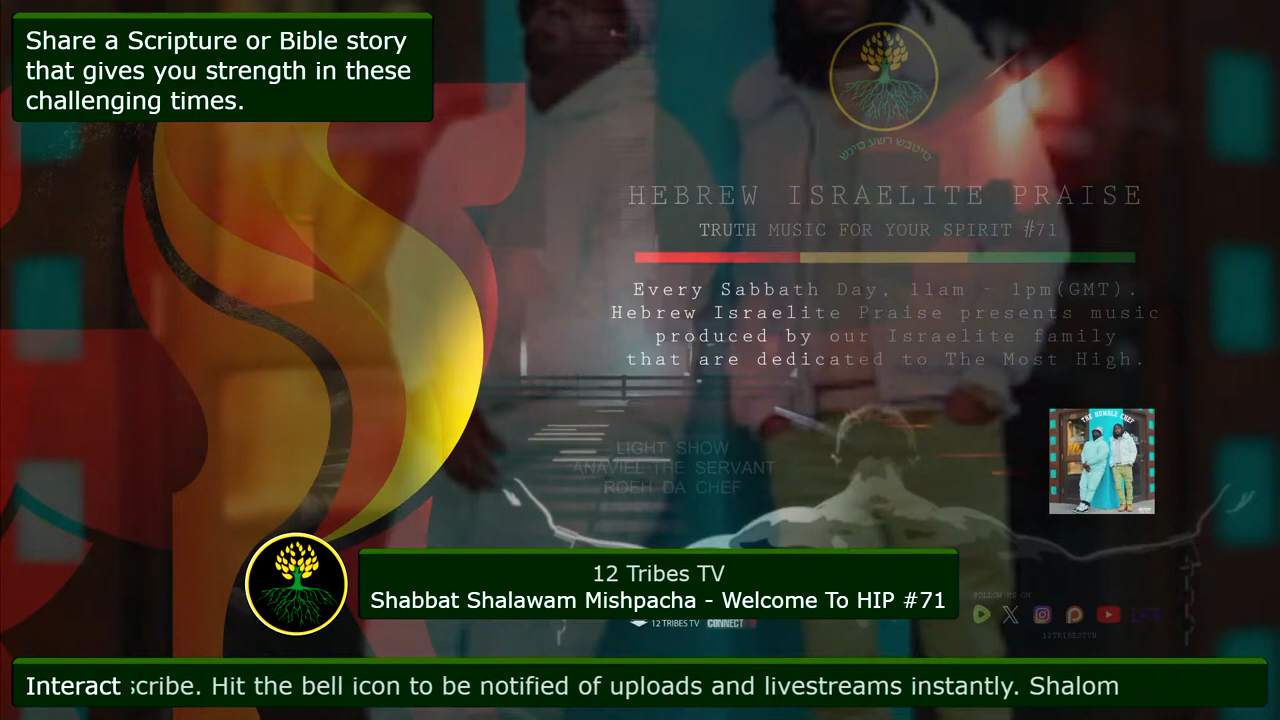 Share a Scripture or Bible story
that gives you strength in these
challenging times.
שנים עשר שבטים
HEBREW ISRAELITE PRAISE
TRUTH MUSIC FOR YOUR SPIRIT #71
Every Sabbath Day, 11am - 1pm(GMT).
Hebrew Israelite Praise presents music
produced by our Israelite family
that are dedicated to The Most High.
THE HUMBLE CHEF
LIGHT SHOW
ANAVIEL THE SERVANT
ROEH DA CHEF
12 Tribes TV
Shabbat Shalawam Mishpacha - Welcome To HIP #71
FOLLOW US ON
12 TRIBES TV CONNECT
12TRIBESTVN
Interact scribe. Hit the bell icon to be notified of uploads and livestreams instantly. Shalom